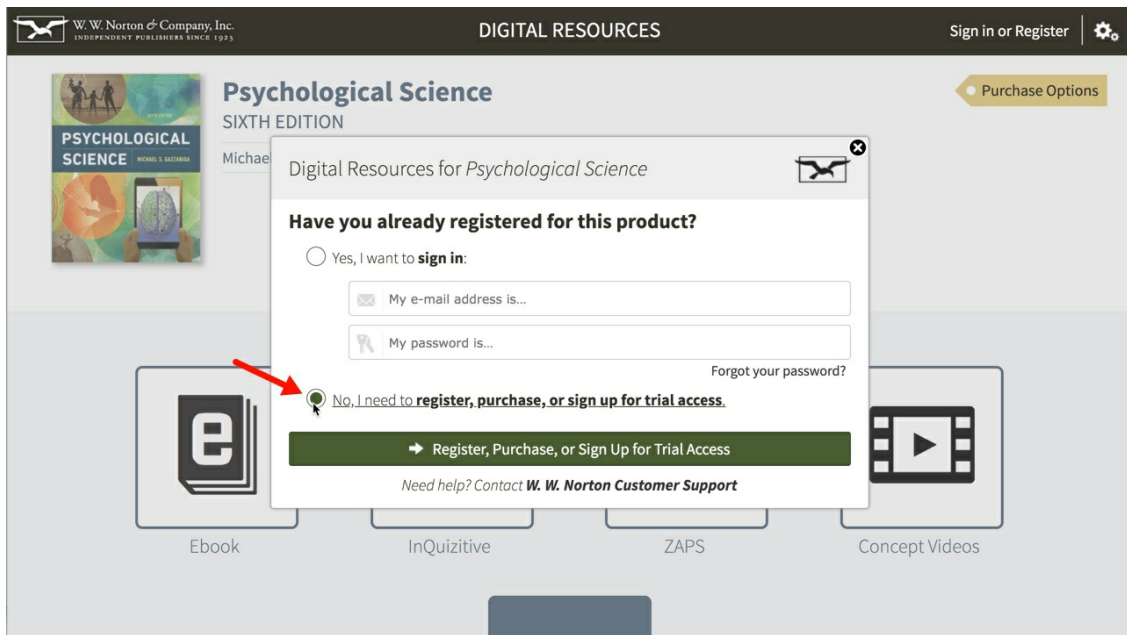 W. W. Norton & Company, Inc.
INDEPENDENT PUBLISHERS SINCE 1923
DIGITAL RESOURCES
Sign in or Register
Psychological Science
SIXTH EDITION
Purchase Options
SIXTH EDITION
PSYCHOLOGICAL
SCIENCE
MICHAEL S. GAZZANIGA
Michae
Digital Resources for Psychological Science
Have you already registered for this product?
Yes, I want to sign in:
My e-mail address is...
My password is...
Forgot your password?
No, I need to register, purchase, or sign up for trial access.
Register, Purchase, or Sign Up for Trial Access
Need help? Contact W. W. Norton Customer Support
e
Ebook
InQuizitive
ZAPS
Concept Videos